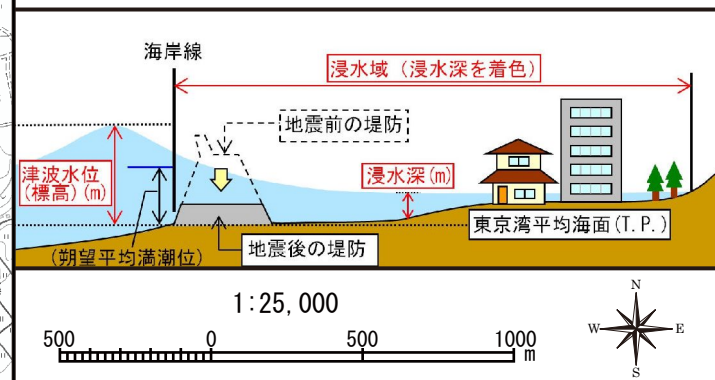 海岸線
浸水域（浸水深を着色）
地震前の堤防
津波水位
(標高)(m)
浸水深(m)
東京湾平均海面(T.P.)
(朔望平均満潮位)
地震後の堤防
1:25,000
500 0 500 1000
m
N
W E
S